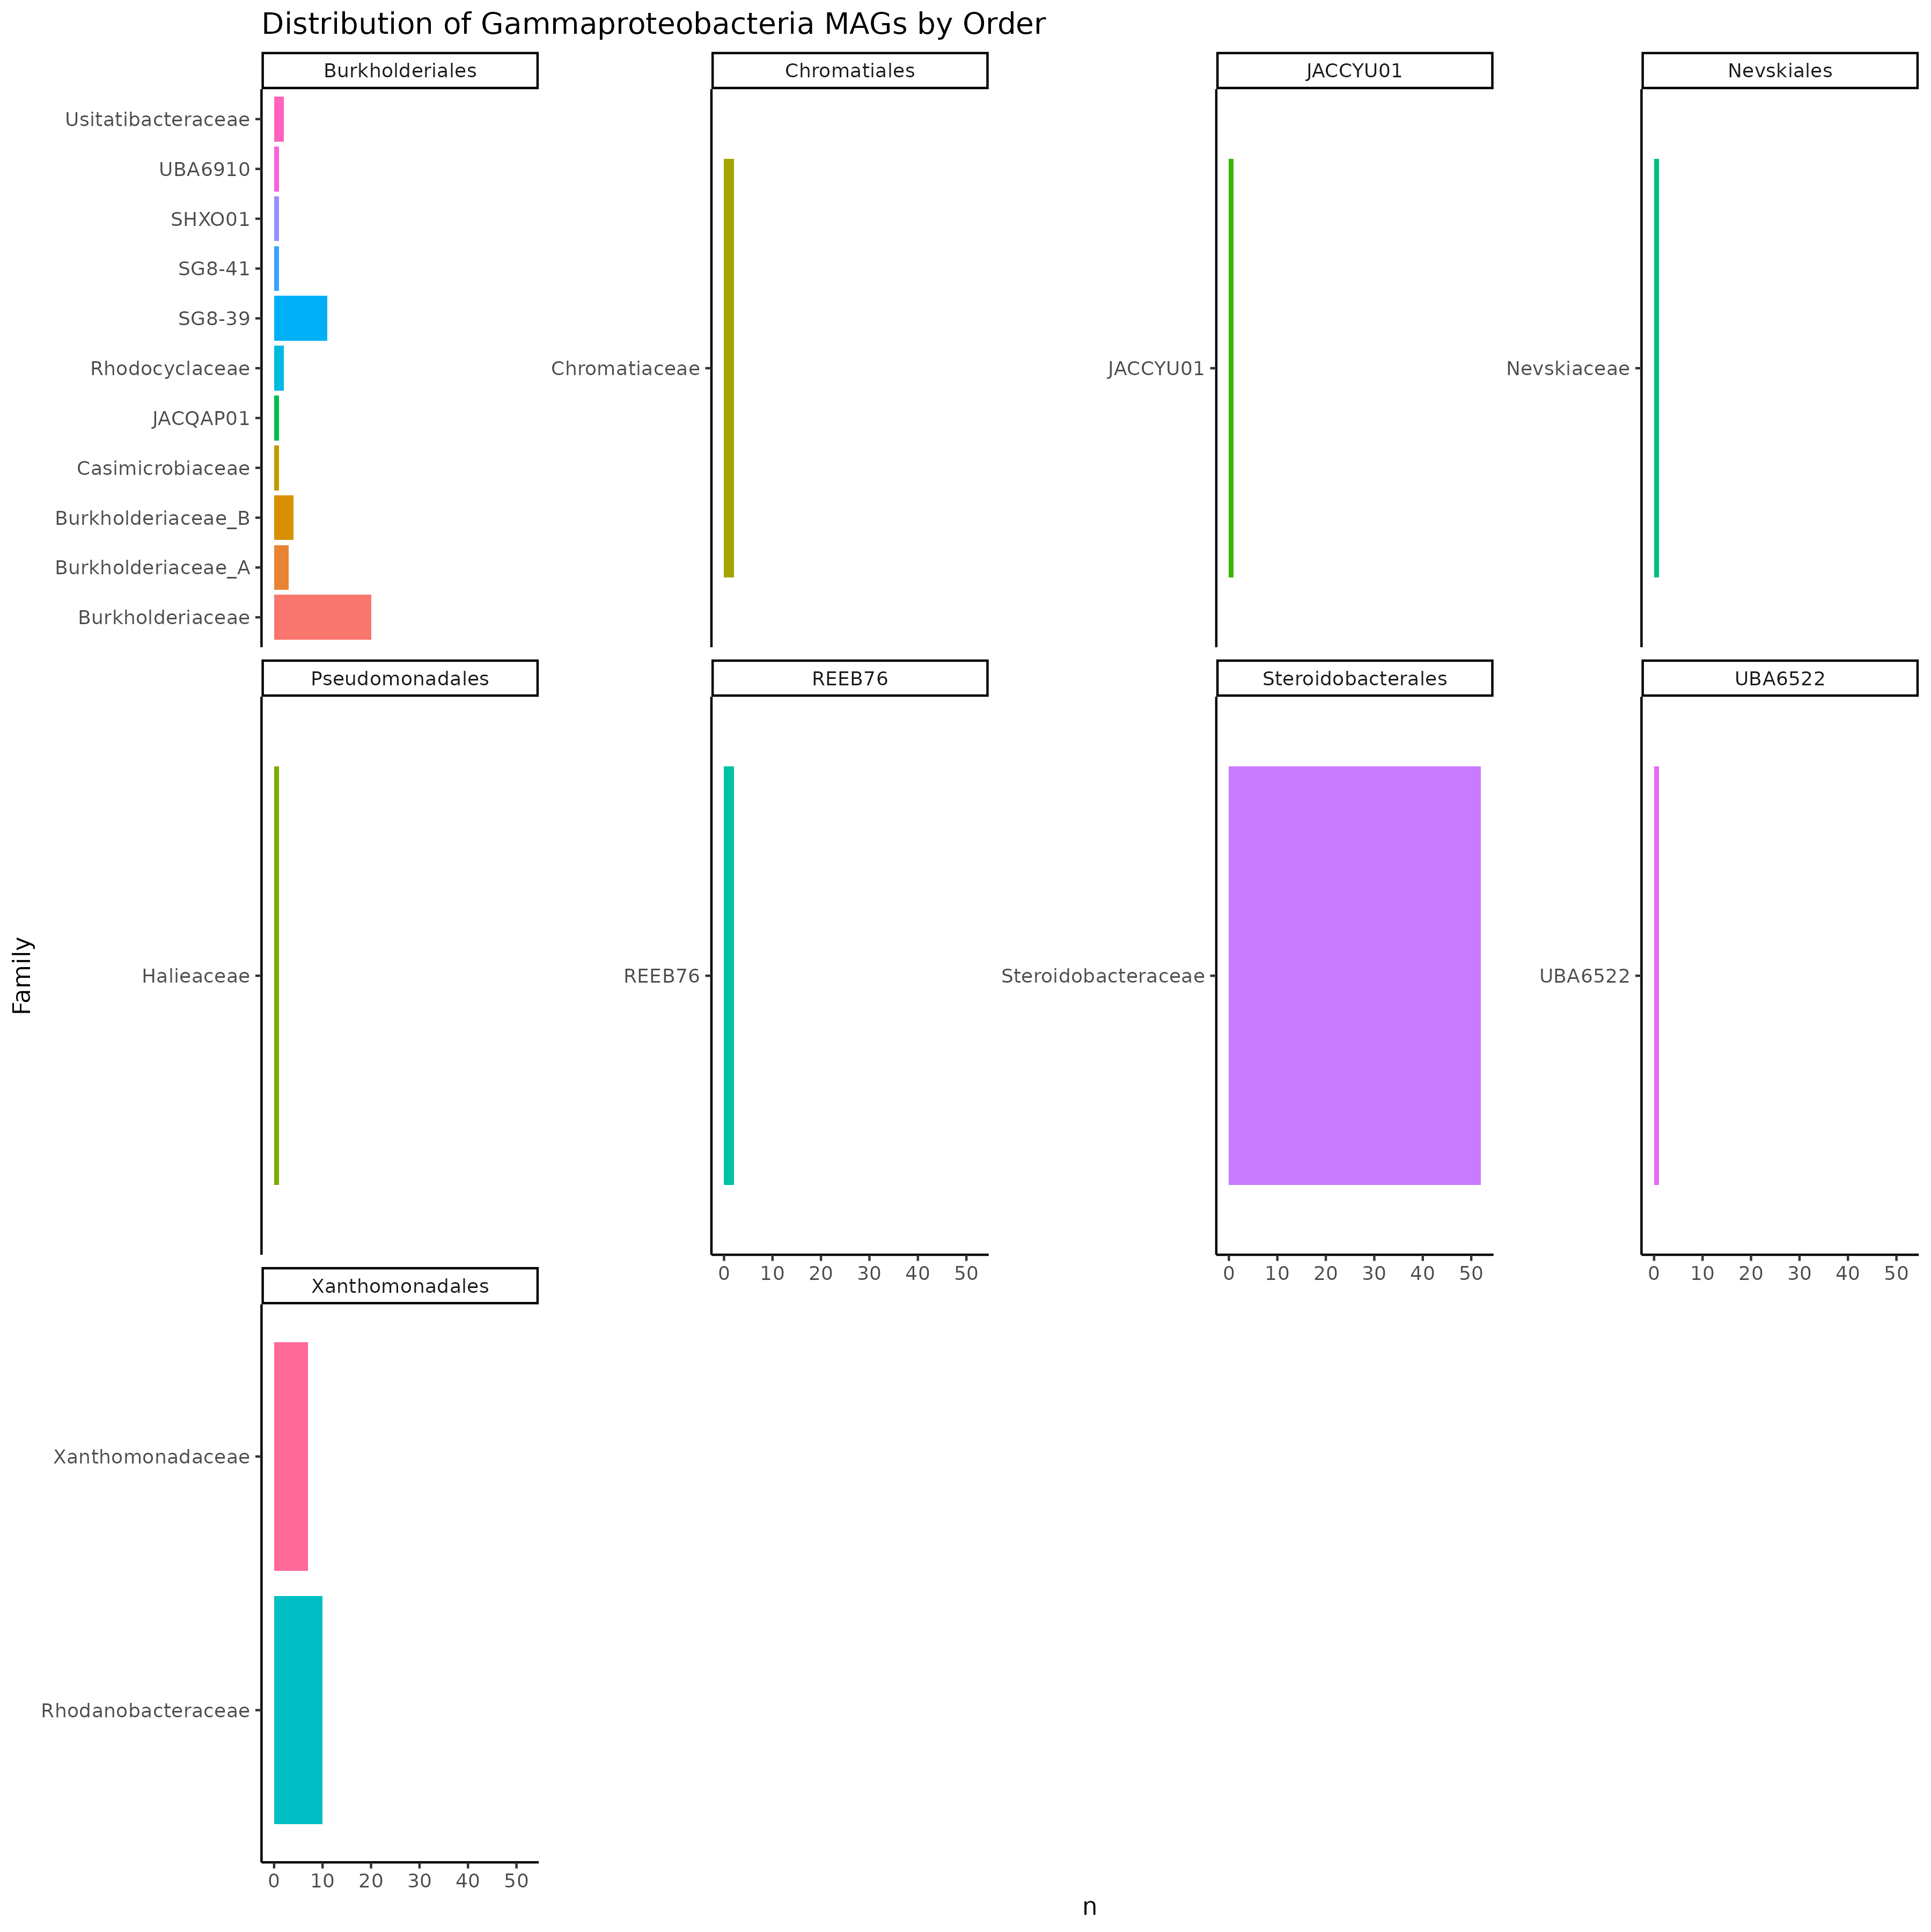 Distribution of Gammaproteobacteria MAGs by Order
Burkholderiales
Chromatiales
JACCYU01
Nevskiales
Usitatibacteraceae
UBA6910
SHXO01
SG8-41
SG8-39
Rhodocyclaceae
JACQAP01
Casimicrobiaceae
Burkholderiaceae_B
Burkholderiaceae_A
Burkholderiaceae
Chromatiaceae
JACCYU01
Nevskiaceae
Pseudomonadales
REEB76
Steroidobacterales
UBA6522
Family
Halieaceae
REEB76
Steroidobacteraceae
UBA6522
0 10 20 30 40 50
0 10 20 30 40 50
0 10 20 30 40 50
Xanthomonadales
Xanthomonadaceae
Rhodanobacteraceae
0 10 20 30 40 50
n